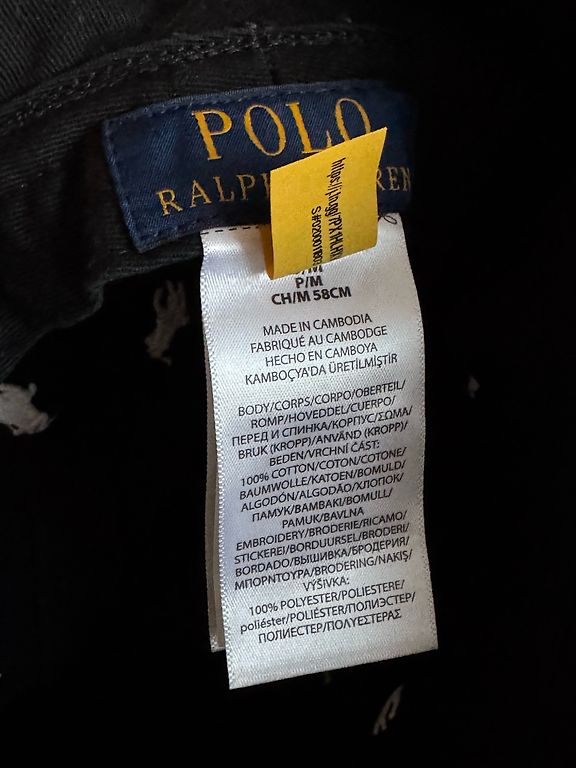 POLO
RALPH
S#0200018
P/M
CH/M 58CM
MADE IN CAMBODIA
FABRIQUÉ AU CAMBODGE
HECHO EN CAMBOYA
KAMBOÇYA'DA ÜRETİLMİŞTİR
BODY/CORPS/CORPO/OBERTEIL/
ROMP/HOVEDDEL/CUERPO/
ПЕРЕД И СПИНКА/КОРПУС/ΣΩΜΑ/
BRUK (KROPP)/ANVÄND (KROPP)/
BEDEN/VRCHNÍ ČÁST:
100% COTTON/COTON/COTONE/
BAUMWOLLE/KATOEN/BOMULD/
ALGODÓN/ALGODÃO/ХЛОПОК/
ПАМУК/ΒΑΜΒΑΚΙ/BOMULL/
PAMUK/BAVLNA
EMBROIDERY/BRODERIE/RICAMO/
STICKEREI/BORDUURSEL/BRODERI/
BORDADO/ВЫШИВКА/БРОДЕРИЯ/
ΜΠΟΡΝΤΟΥΡΑ/BRODERING/NAKIŞ/
VÝŠIVKA:
100% POLYESTER/POLIESTERE/
poliéster/POLIÉSTER/ПОЛИЭСТЕР/
ПОЛИЕСТЕР/ΠΟΛΥΕΣΤΕΡΑΣ